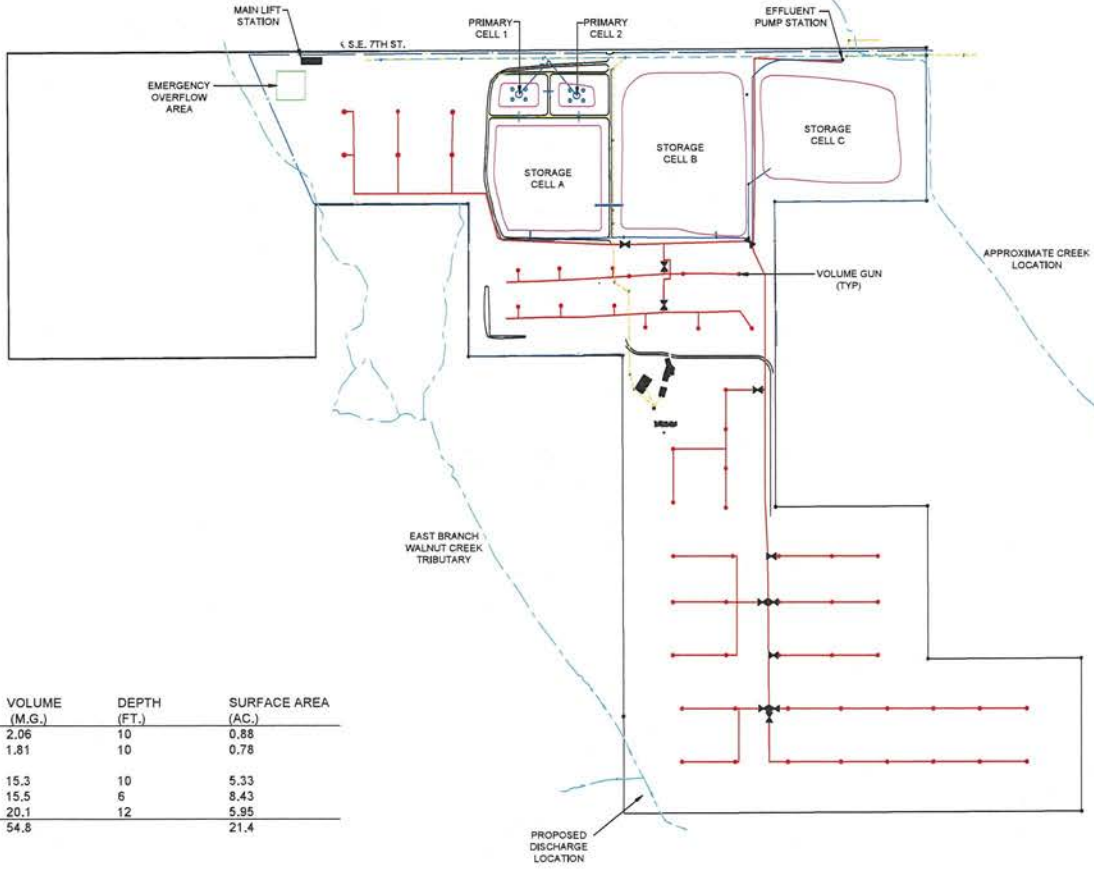 MAIN LIFT
STATION
PRIMARY
CELL 1
PRIMARY
CELL 2
EFFLUENT
PUMP STATION
S.E. 7TH ST.
EMERGENCY
OVERFLOW
AREA
STORAGE
CELL A
STORAGE
CELL B
STORAGE
CELL C
APPROXIMATE CREEK
LOCATION
VOLUME GUN
(TYP)
EAST BRANCH
WALNUT CREEK
TRIBUTARY
VOLUME DEPTH SURFACE AREA
(M.G.) (FT.) (AC.)
2.06 10 0.88
1.81 10 0.78
15.3 10 5.33
15.5 6 8.43
20.1 12 5.95
54.8 21.4
PROPOSED
DISCHARGE
LOCATION